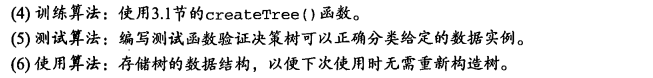 (4) 训练算法：使用3.1节的createTree()函数。
(5) 测试算法：编写测试函数验证决策树可以正确分类给定的数据实例。
(6) 使用算法：存储树的数据结构，以便下次使用时无需重新构造树。